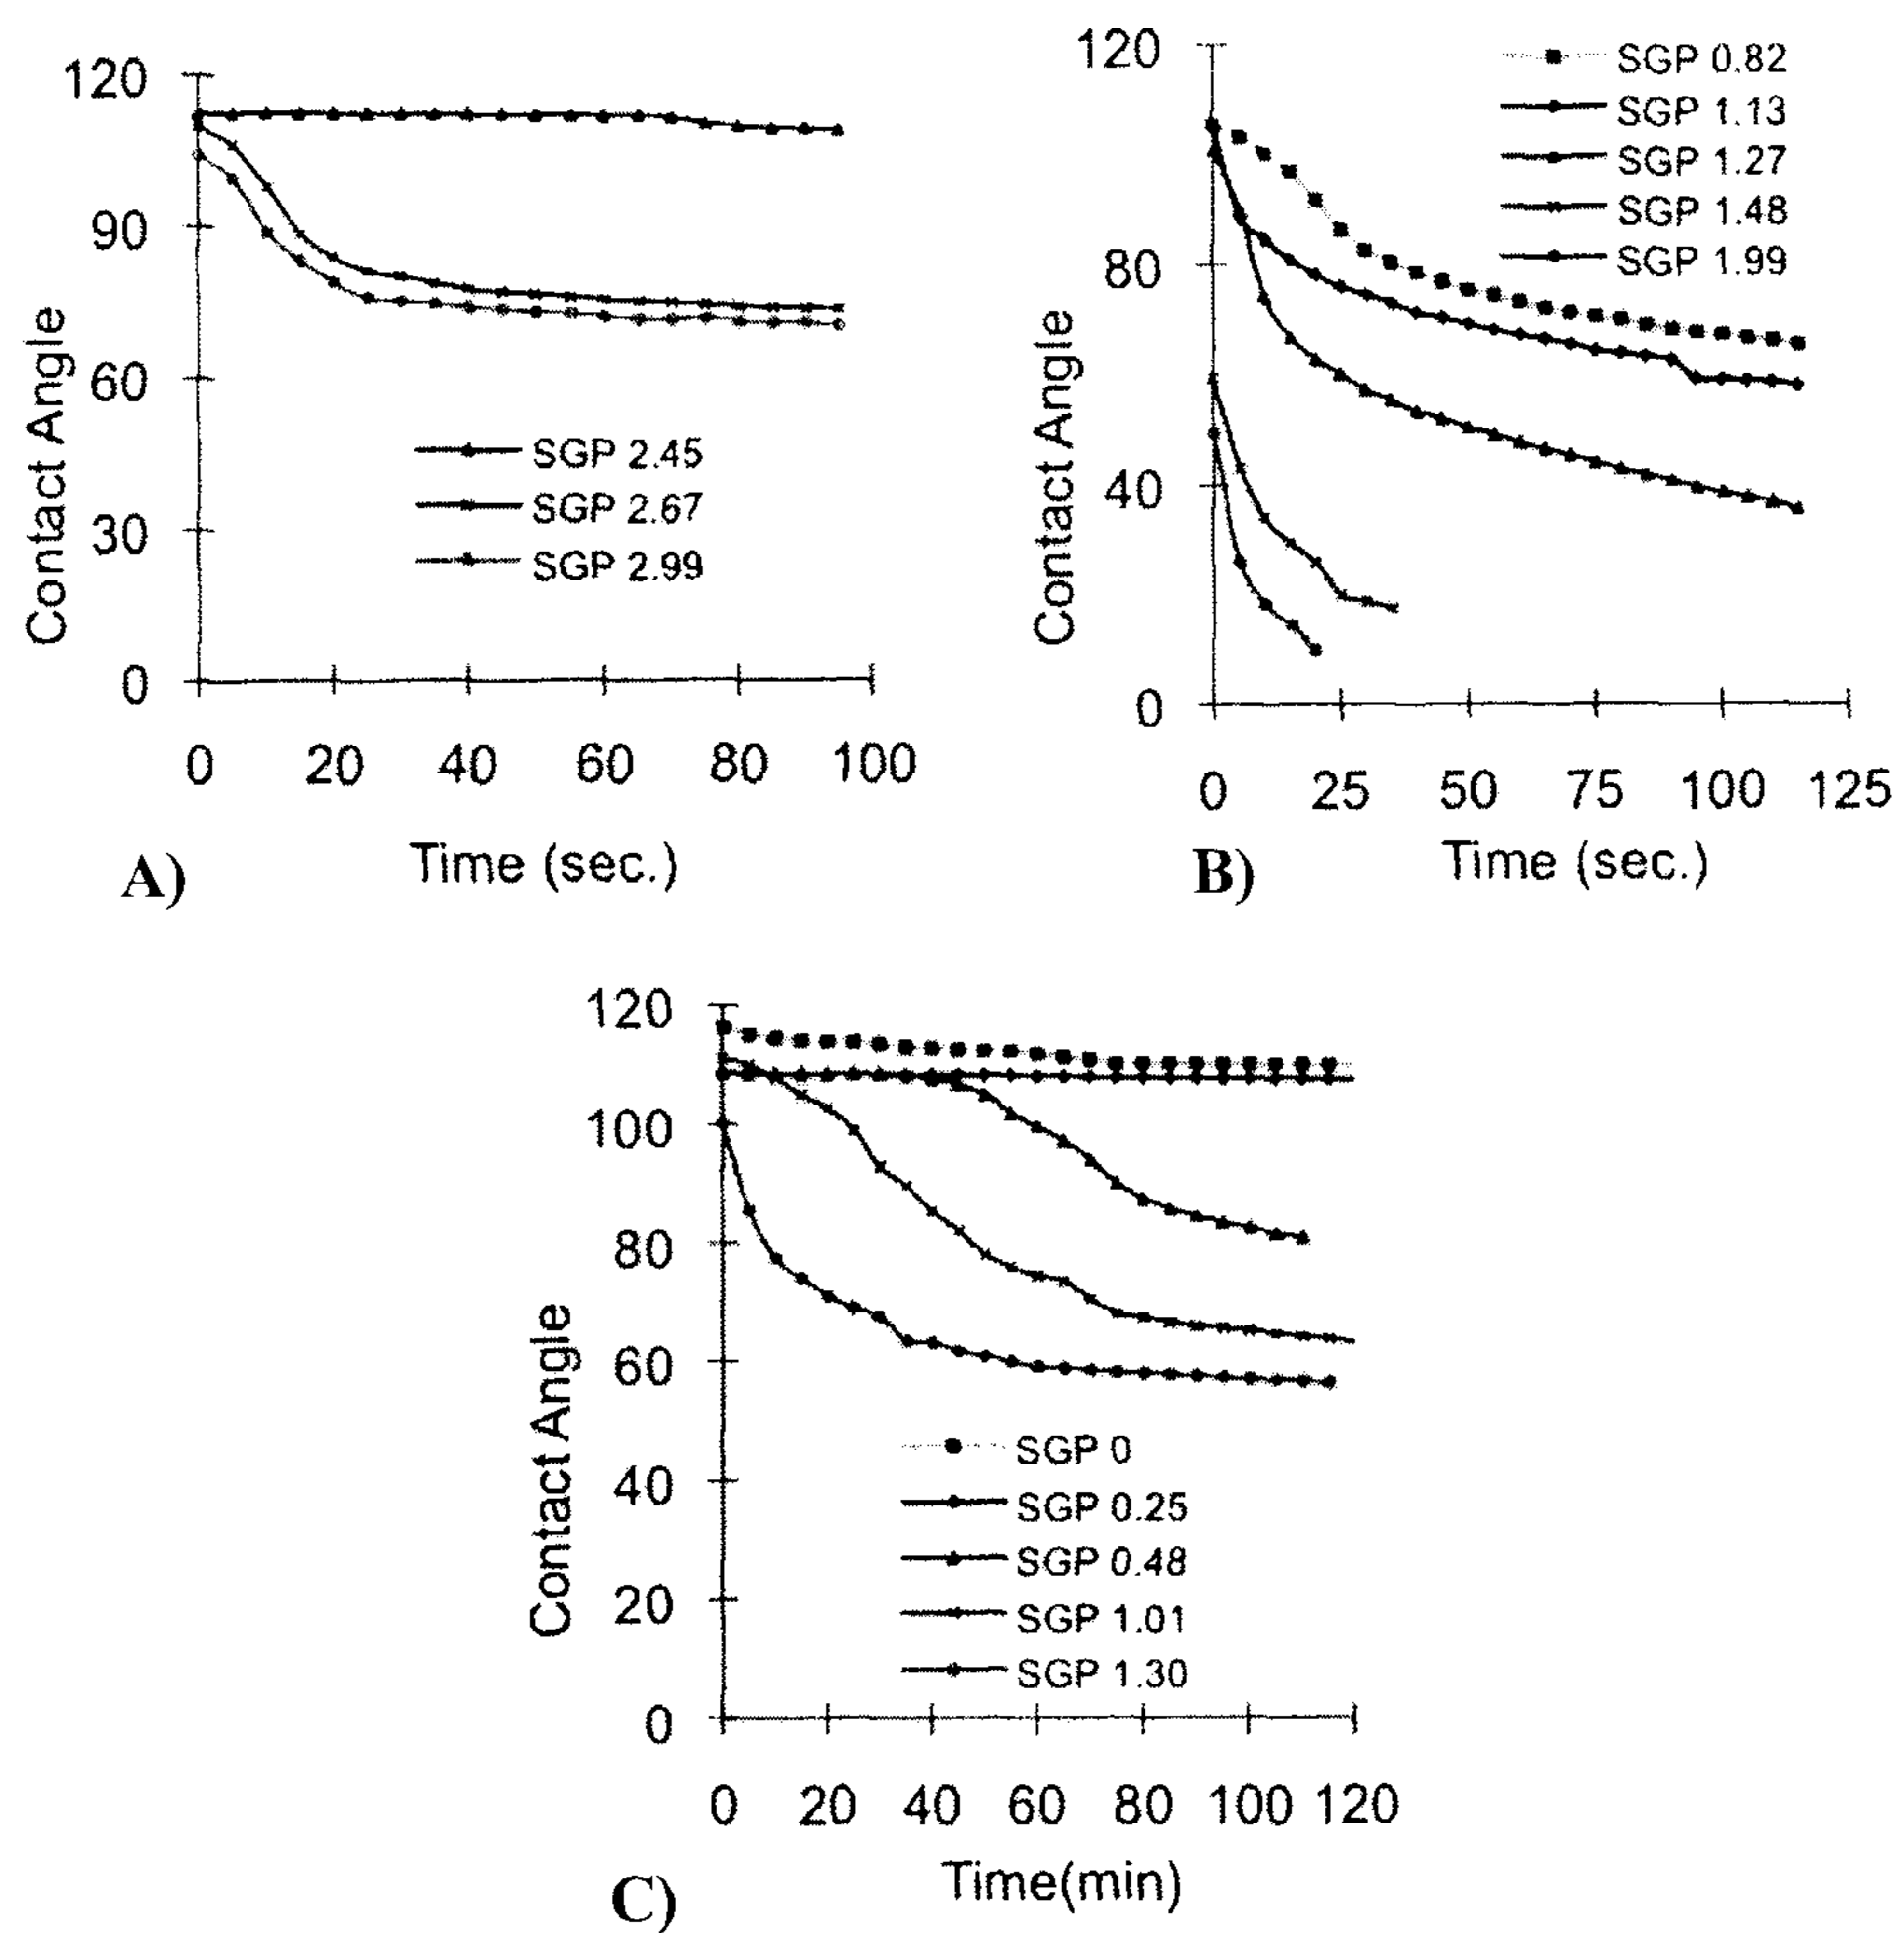 120
90
60
30
0
Contact Angle
SGP 2.45
SGP 2.67
SGP 2.99
0 20 40 60 80 100
Time (sec.)
A)
120
80
40
0
Contact Angle
SGP 0.82
SGP 1.13
SGP 1.27
SGP 1.48
SGP 1.99
0 25 50 75 100 125
Time (sec.)
B)
120
100
80
60
40
20
0
Contact Angle
SGP 0
SGP 0.25
SGP 0.48
SGP 1.01
SGP 1.30
0 20 40 60 80 100 120
Time(min)
C)